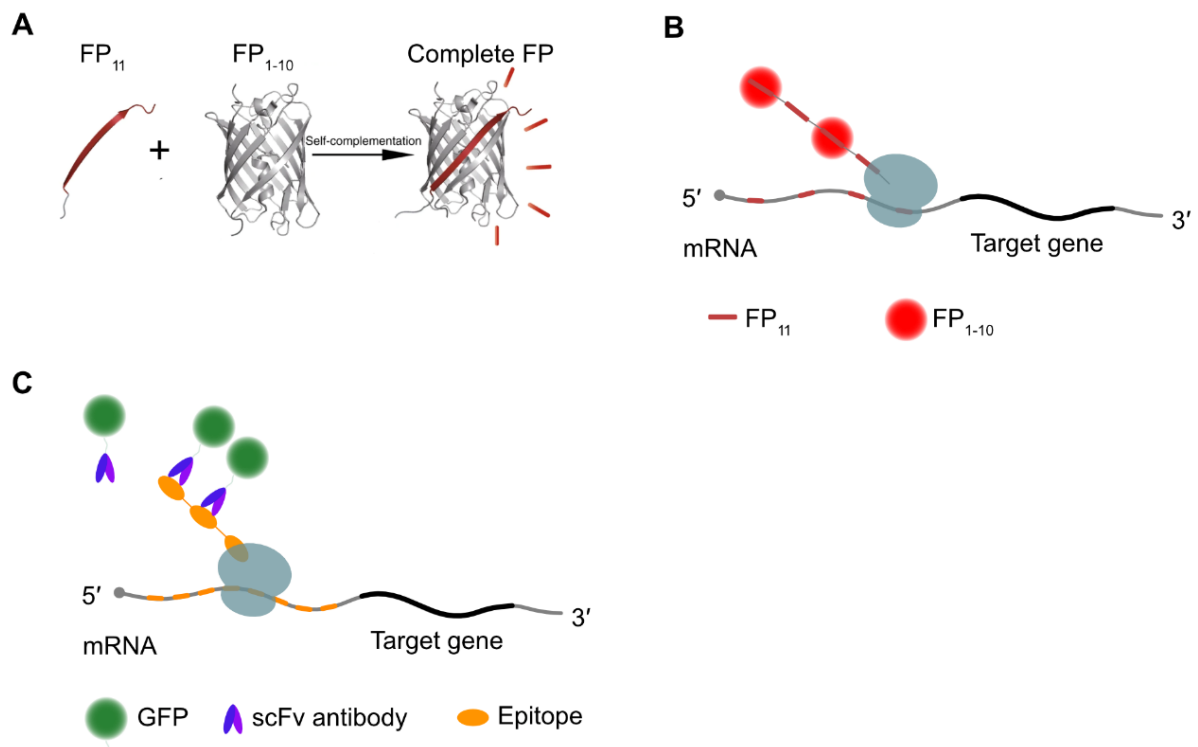 A
FP11
FP1-10
Complete FP
+
Self-complementation
B
5′
3′
mRNA
Target gene
FP11
FP1-10
C
5′
3′
mRNA
Target gene
GFP
scFv antibody
Epitope